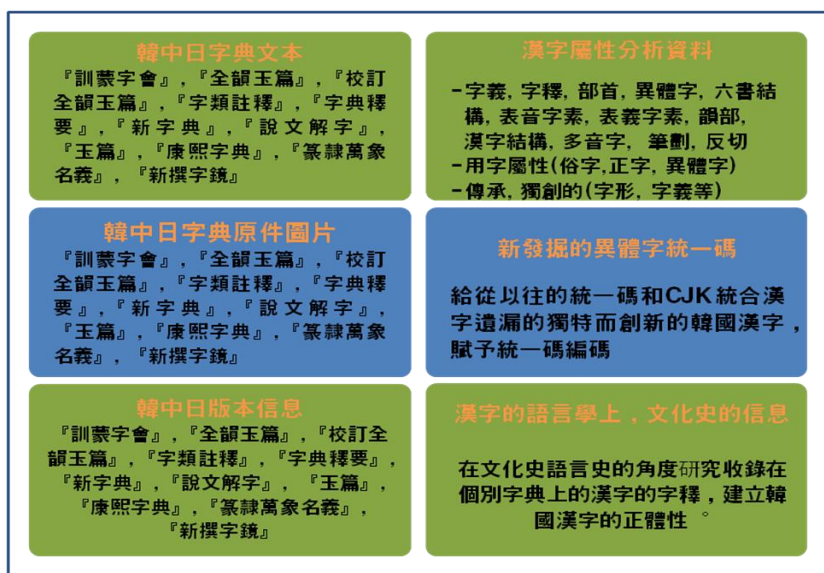 韓中日字典文本
『訓蒙字會』,『全韻玉篇』,『校訂
全韻玉篇』,『字類註釋』,『字典釋
要』,『新字典』,『說文解字』,
『玉篇』,『康熙字典』,『篆隷萬象
名義』,『新撰字鏡』
漢字屬性分析資料
-字義, 字釋, 部首, 異體字, 六書結
構, 表音字素, 表義字素, 韻部,
漢字結構, 多音字, 筆劃, 反切
-用字屬性(俗字,正字, 異體字)
-傳承, 獨創的(字形, 字義等)
韓中日字典原件圖片
『訓蒙字會』,『全韻玉篇』,『校訂
全韻玉篇』,『字類註釋』,『字典釋
要』,『新字典』,『說文解字』,
『玉篇』,『康熙字典』,『篆隷萬象
名義』,『新撰字鏡』
新發掘的異體字統一碼
給從以往的統一碼和CJK統合漢
字遺漏的獨特而創新的韓國漢字,
賦予統一碼編碼
韓中日版本信息
『訓蒙字會』,『全韻玉篇』,『校訂全
韻玉篇』,『字類註釋』,『字典釋要』,
『新字典』,『說文解字』, 『玉篇』,
『康熙字典』,『篆隷萬象名義』,
『新撰字鏡』
漢字的語言學上, 文化史的信息
在文化史語言史的角度研究收錄在
個別字典上的漢字的字釋,建立韓
國漢字的正體性。